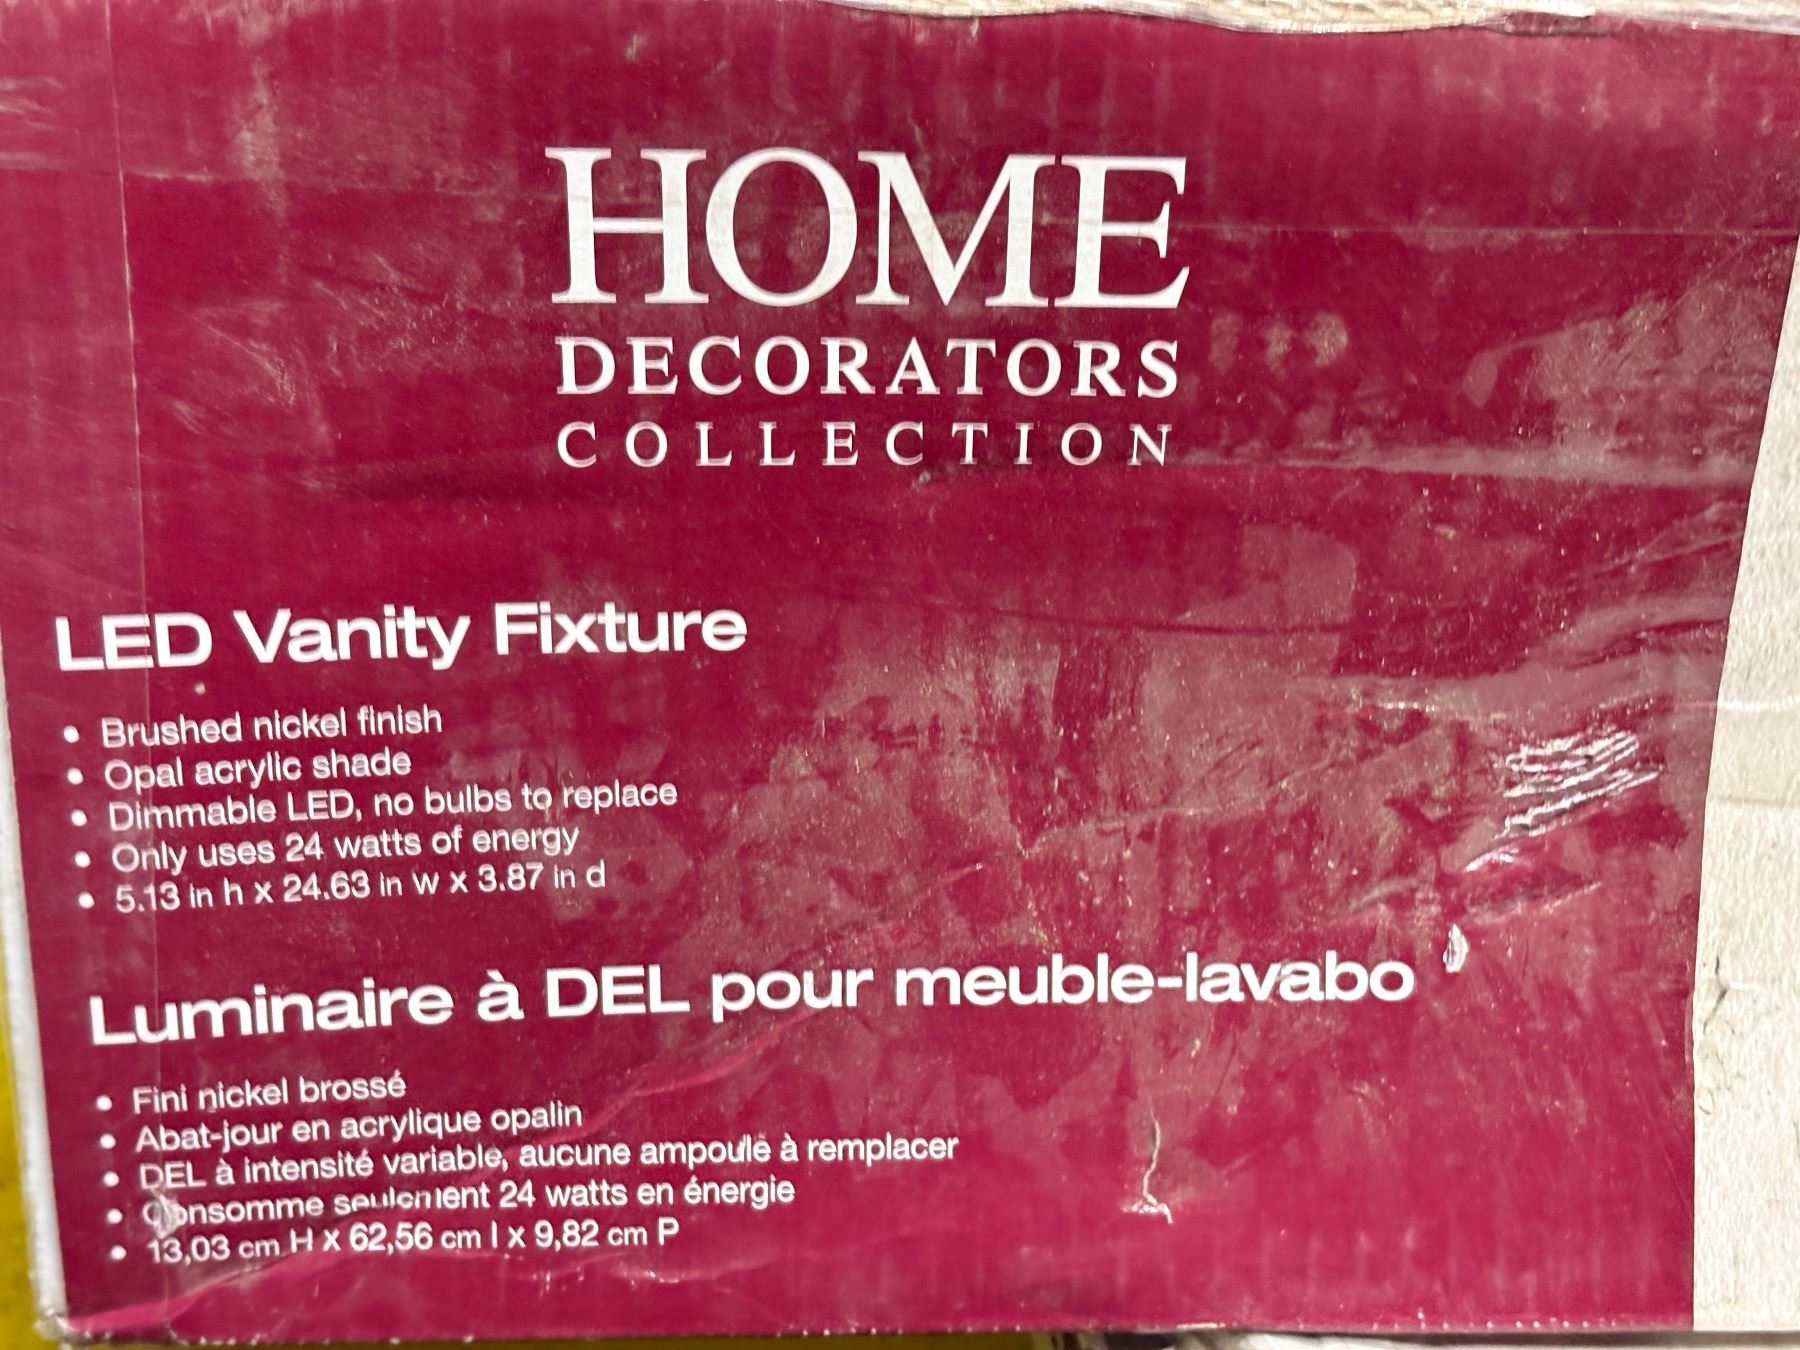 HOME
DECORATORS
COLLECTION
LED Vanity Fixture
• Brushed nickel finish
• Opal acrylic shade
• Dimmable LED, no bulbs to replace
• Only uses 24 watts of energy
• 5.13 in h x 24.63 in w x 3.87 in d
Luminaire à DEL pour meuble-lavabo
• Fini nickel brossé
• Abat-jour en acrylique opalin
• DEL à intensité variable, aucune ampoule à remplacer
• Consomme seulement 24 watts en énergie
• 13,03 cm H x 62,56 cm l x 9,82 cm P